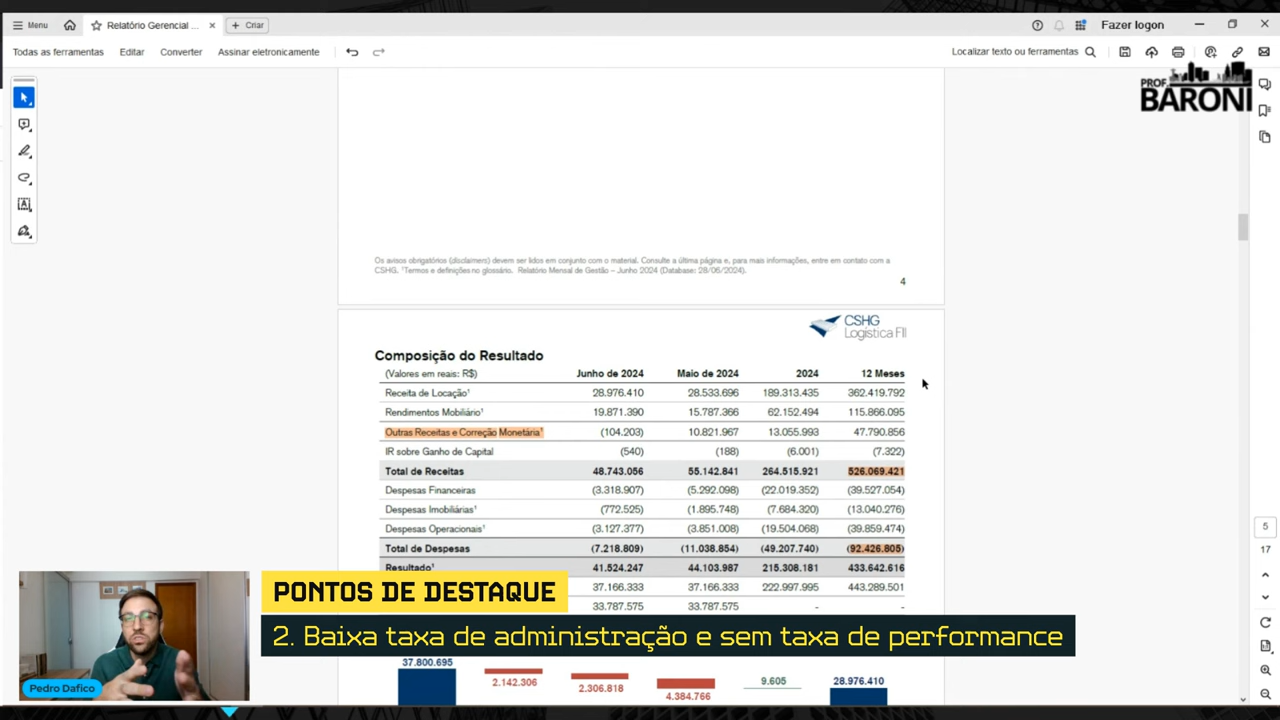 Menu
Relatório Gerencial ...
Criar
Fazer logon
Todas as ferramentas
Editar
Converter
Assinar eletronicamente
Localizar texto ou ferramentas
PROF.
BARONI
Os avisos obrigatórios (disclaimers) devem ser lidos em conjunto com o material. Consulte a última página e, para mais informações, entre em contato com a
CSHG. ¹Termos e definições no glossário. Relatório Mensal de Gestão – Junho 2024 (Database: 28/06/2024).
4
CSHG
Logística FII
Composição do Resultado
(Valores em reais: R$) Junho de 2024 Maio de 2024 2024 12 Meses
Receita de Locação¹ 28.976.410 28.533.696 189.313.435 362.419.792
Rendimentos Mobiliário¹ 19.871.390 15.787.366 62.152.494 115.866.095
Outras Receitas e Correção Monetária¹ (104.203) 10.821.967 13.055.993 47.790.856
IR sobre Ganho de Capital (540) (188) (6.001) (7.322)
Total de Receitas 48.743.056 55.142.841 264.515.921 526.069.421
Despesas Financeiras (3.318.907) (5.292.098) (22.019.352) (39.527.054)
Despesas Imobiliárias¹ (772.525) (1.895.748) (7.684.320) (13.040.276)
Despesas Operacionais¹ (3.127.377) (3.851.008) (19.504.068) (39.859.474)
Total de Despesas (7.218.809) (11.038.854) (49.207.740) (92.426.805)
Resultado¹ 41.524.247 44.103.987 215.308.181 433.642.616
37.166.333 37.166.333 222.997.995 443.289.501
33.787.575 33.787.575 - -
5
17
PONTOS DE DESTAQUE
2. Baixa taxa de administração e sem taxa de performance
37.800.695
2.142.306
2.306.818
4.384.766
9.605
28.976.410
Pedro Dafico